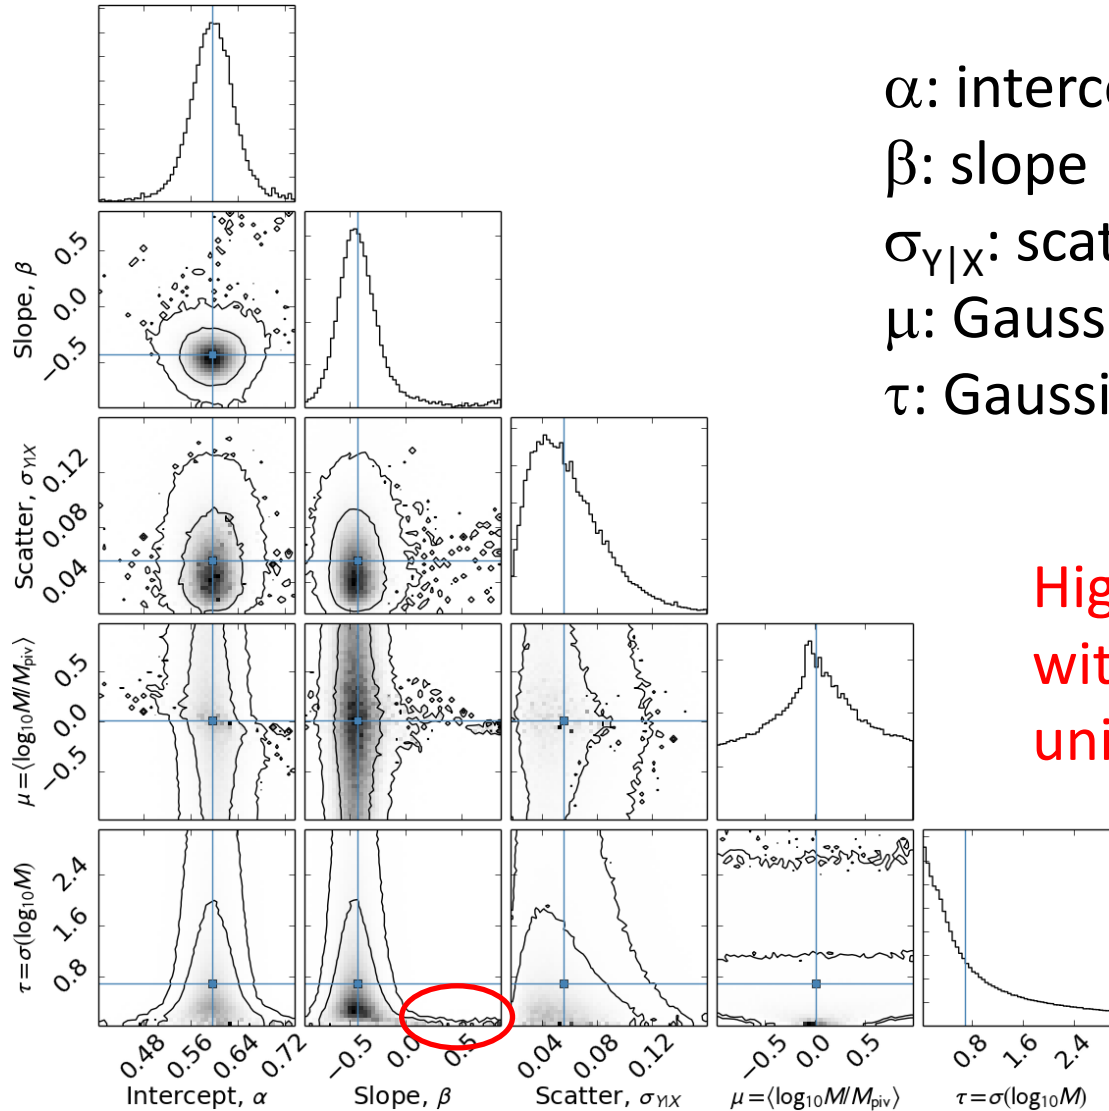 α: interc
β: slope
σY|X: scat
μ: Gauss
τ: Gaussi
Hig
wit
uni
Slope, β
0.5
0.0
−0.5
Scatter, σY|X
0.12
0.08
0.04
μ=⟨log10M/Mpiv⟩
0.5
0.0
−0.5
τ=σ(log10M)
2.4
1.6
0.8
0.48 0.56 0.64 0.72
−0.5 0.0 0.5
0.04 0.08 0.12
−0.5 0.0 0.5
0.8 1.6 2.4
Intercept, α
Slope, β
Scatter, σY|X
μ=⟨log10M/Mpiv⟩
τ=σ(log10M)